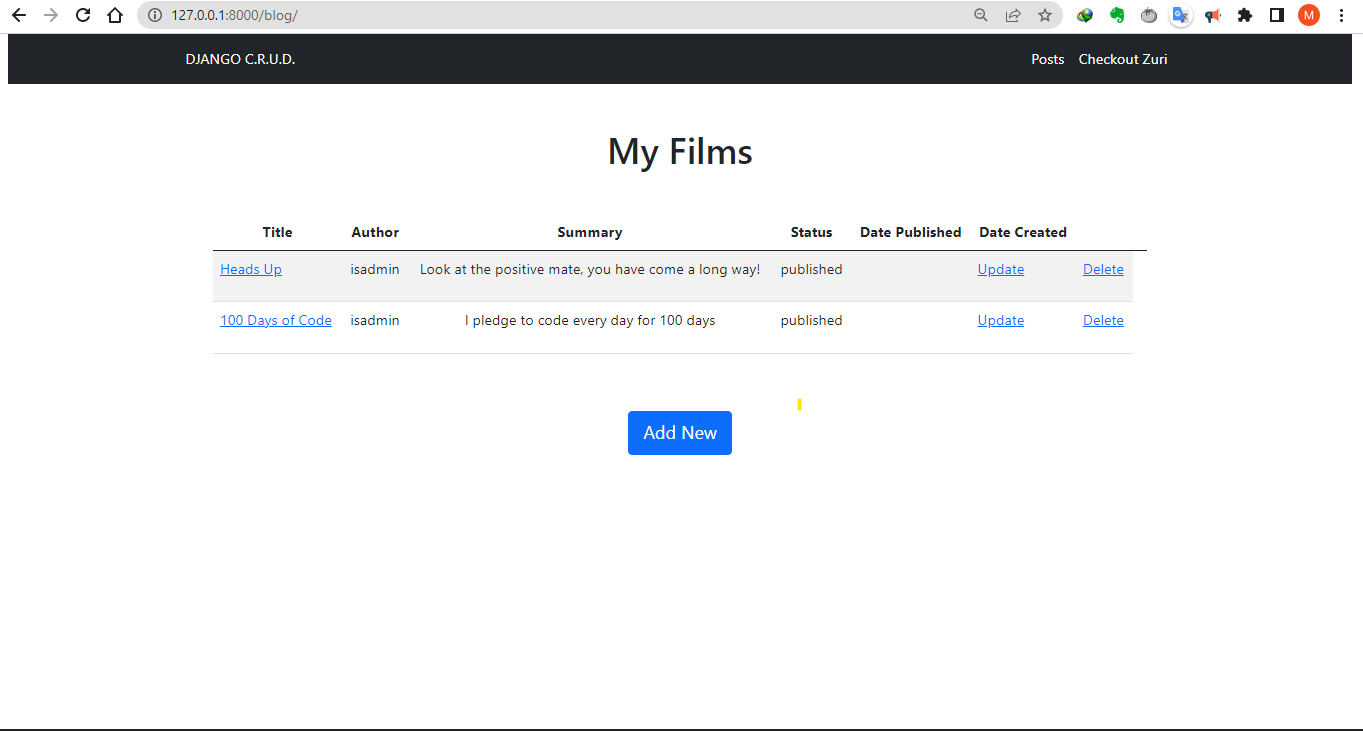 127.0.0.1:8000/blog/
M
DJANGO C.R.U.D. Posts Checkout Zuri
My Films
Title Author Summary Status Date Published Date Created
Heads Up isadmin Look at the positive mate, you have come a long way! published Update Delete
100 Days of Code isadmin I pledge to code every day for 100 days published Update Delete
Add New